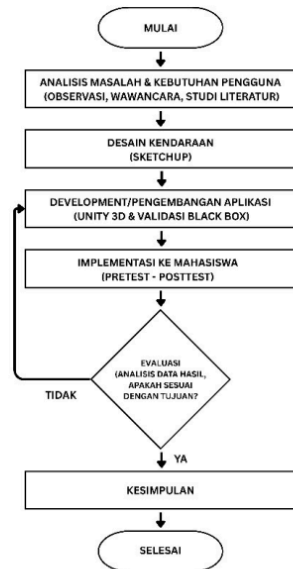 MULAI
ANALISIS MASALAH & KEBUTUHAN PENGGUNA
(OBSERVASI, WAWANCARA, STUDI LITERATUR)
DESAIN KENDARAAN
(SKETCHUP)
DEVELOPMENT/PENGEMBANGAN APLIKASI
(UNITY 3D & VALIDASI BLACK BOX)
IMPLEMENTASI KE MAHASISWA
(PRETEST - POSTTEST)
EVALUASI
(ANALISIS DATA HASIL,
APAKAH SESUAI
DENGAN TUJUAN?
TIDAK
YA
KESIMPULAN
SELESAI